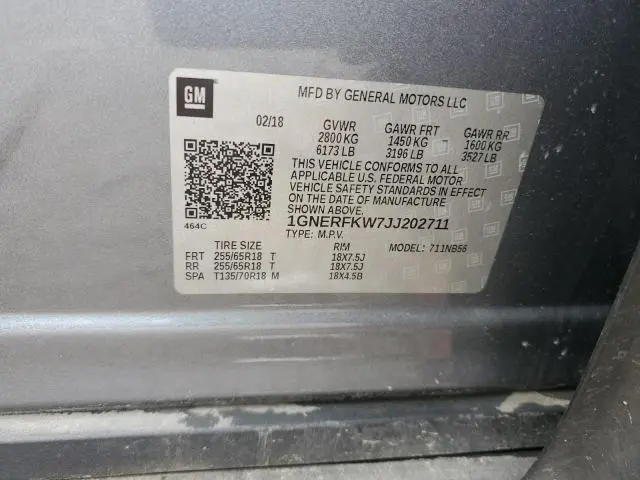 GM
MFD BY GENERAL MOTORS LLC
02/18 GVWR GAWR FRT GAWR RR
2800 KG 1450 KG 1600 KG
6173 LB 3196 LB 3527 LB
THIS VEHICLE CONFORMS TO ALL
APPLICABLE U.S. FEDERAL MOTOR
VEHICLE SAFETY STANDARDS IN EFFECT
ON THE DATE OF MANUFACTURE
SHOWN ABOVE.
464C 1GNERFKW7JJ202711
TYPE: M.P.V. MODEL: 711NB56
TIRE SIZE RIM
FRT 255/65R18 T 18X7.5J
RR 255/65R18 T 18X7.5J
SPA T135/70R18 M 18X4.5B